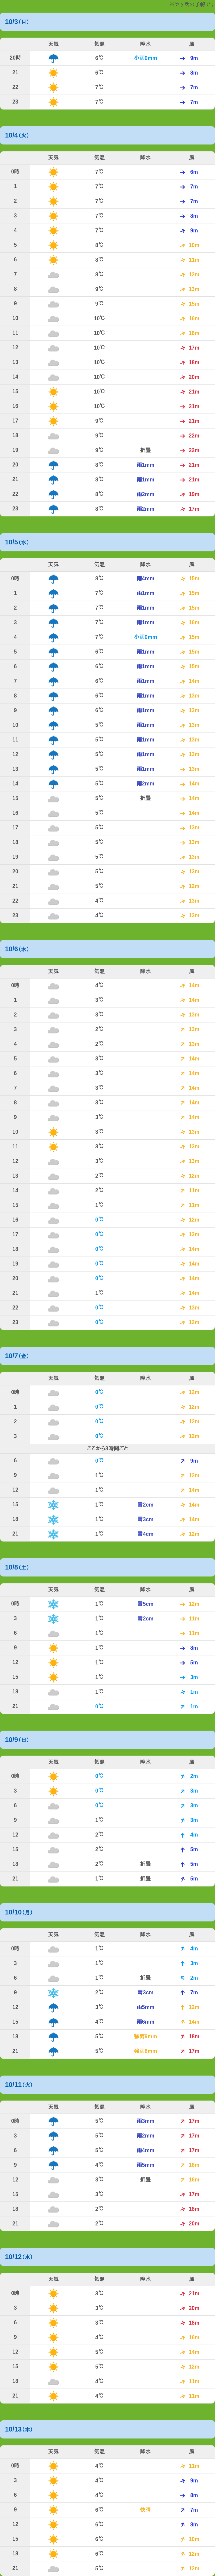 10/3(月)
天気 気温 降水 風
20時 6℃ 小雨0mm 9m
21 6℃ 8m
22 7℃ 7m
23 7℃ 7m
10/4(火)
天気 気温 降水 風
0時 7℃ 6m
1 7℃ 7m
2 7℃ 7m
3 7℃ 8m
4 7℃ 9m
5 8℃ 10m
6 8℃ 11m
7 8℃ 12m
8 9℃ 13m
9 9℃ 15m
10 10℃ 16m
11 10℃ 16m
12 10℃ 17m
13 10℃ 18m
14 10℃ 20m
15 10℃ 21m
16 10℃ 21m
17 9℃ 21m
18 9℃ 22m
19 9℃ 折畳 22m
20 8℃ 雨1mm 21m
21 8℃ 雨1mm 21m
22 8℃ 雨2mm 19m
23 8℃ 雨2mm 17m
10/5(水)
天気 気温 降水 風
0時 8℃ 雨4mm 15m
1 7℃ 雨1mm 15m
2 7℃ 雨1mm 15m
3 7℃ 雨1mm 16m
4 7℃ 小雨0mm 15m
5 6℃ 雨1mm 15m
6 6℃ 雨1mm 15m
7 6℃ 雨1mm 14m
8 6℃ 雨1mm 13m
9 6℃ 雨1mm 13m
10 5℃ 雨1mm 13m
11 5℃ 雨1mm 13m
12 5℃ 雨1mm 13m
13 5℃ 雨1mm 13m
14 5℃ 雨2mm 14m
15 5℃ 折畳 14m
16 5℃ 14m
17 5℃ 13m
18 5℃ 13m
19 5℃ 13m
20 5℃ 13m
21 5℃ 12m
22 4℃ 13m
23 4℃ 13m
10/6(木)
天気 気温 降水 風
0時 4℃ 14m
1 3℃ 14m
2 3℃ 13m
3 2℃ 13m
4 2℃ 13m
5 3℃ 14m
6 3℃ 14m
7 3℃ 14m
8 3℃ 14m
9 3℃ 14m
10 3℃ 13m
11 3℃ 13m
12 3℃ 13m
13 2℃ 12m
14 2℃ 11m
15 1℃ 11m
16 0℃ 12m
17 0℃ 13m
18 0℃ 14m
19 0℃ 14m
20 0℃ 14m
21 1℃ 14m
22 0℃ 13m
23 0℃ 12m
10/7(金)
天気 気温 降水 風
0時 0℃ 12m
1 0℃ 12m
2 0℃ 12m
3 0℃ 12m
ここから3時間ごと
6 0℃ 9m
9 1℃ 12m
12 1℃ 14m
15 1℃ 雪2cm 14m
18 1℃ 雪3cm 14m
21 1℃ 雪4cm 12m
10/8(土)
天気 気温 降水 風
0時 1℃ 雪5cm 12m
3 1℃ 雪2cm 11m
6 1℃ 11m
9 1℃ 8m
12 1℃ 5m
15 1℃ 3m
18 1℃ 1m
21 0℃ 1m
10/9(日)
天気 気温 降水 風
0時 0℃ 2m
3 0℃ 3m
6 0℃ 3m
9 1℃ 3m
12 2℃ 4m
15 2℃ 5m
18 2℃ 折畳 5m
21 1℃ 折畳 5m
10/10(月)
天気 気温 降水 風
0時 1℃ 4m
3 1℃ 3m
6 1℃ 折畳 2m
9 2℃ 雪3cm 7m
12 3℃ 雨5mm 12m
15 4℃ 雨6mm 14m
18 5℃ 18m
21 5℃ 17m
10/11(火)
天気 気温 降水 風
0時 5℃ 雨3mm 17m
3 5℃ 雨2mm 17m
6 5℃ 雨4mm 17m
9 4℃ 雨5mm 16m
12 3℃ 折畳 16m
15 3℃ 17m
18 2℃ 18m
21 2℃ 20m
10/12(水)
天気 気温 降水 風
0時 3℃ 21m
3 3℃ 20m
6 3℃ 18m
9 4℃ 16m
12 5℃ 14m
15 5℃ 12m
18 4℃ 11m
21 4℃ 11m
10/13(木)
天気 気温 降水 風
0時 4℃ 11m
3 4℃ 9m
6 4℃ 8m
9 6℃ 快晴 7m
12 6℃ 8m
15 6℃ 10m
18 6℃ 12m
21 5℃ 12m